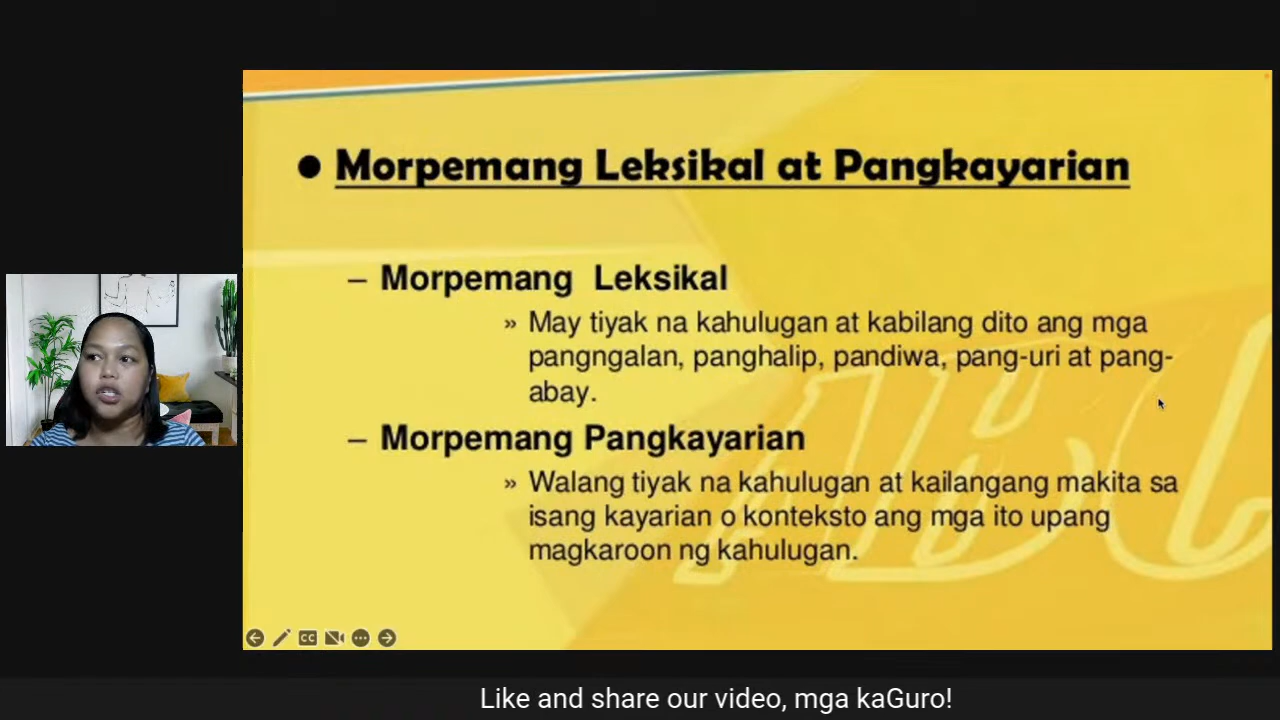 • Morpemang Leksikal at Pangkayarian
– Morpemang Leksikal
» May tiyak na kahulugan at kabilang dito ang mga
pangngalan, panghalip, pandiwa, pang-uri at pang-
abay.
– Morpemang Pangkayarian
» Walang tiyak na kahulugan at kailangang makita sa
isang kayarian o konteksto ang mga ito upang
magkaroon ng kahulugan.
CC
Like and share our video, mga kaGuro!